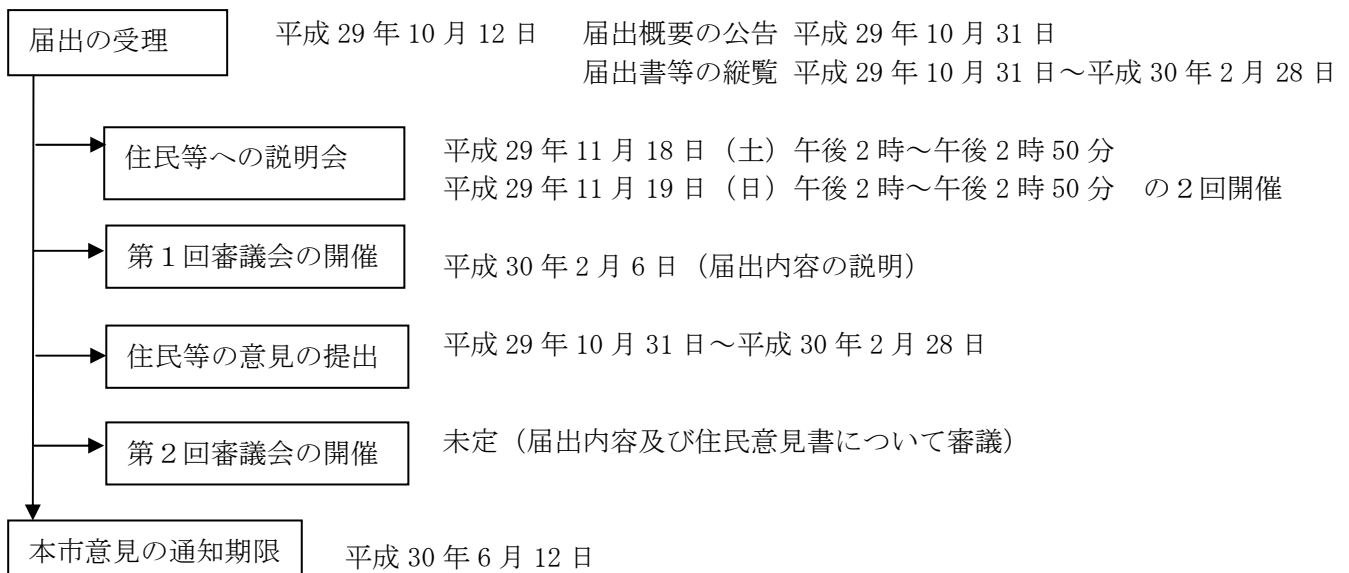 届出の受理 平成 29 年 10 月 12 日 届出概要の公告 平成 29 年 10 月 31 日
届出書等の縦覧 平成 29 年 10 月 31 日～平成 30 年 2 月 28 日
住民等への説明会 平成 29 年 11 月 18 日（土）午後 2 時～午後 2 時 50 分
平成 29 年 11 月 19 日（日）午後 2 時～午後 2 時 50 分 の２回開催
第１回審議会の開催 平成 30 年 2 月 6 日（届出内容の説明）
住民等の意見の提出 平成 29 年 10 月 31 日～平成 30 年 2 月 28 日
第２回審議会の開催 未定（届出内容及び住民意見書について審議）
本市意見の通知期限 平成 30 年 6 月 12 日